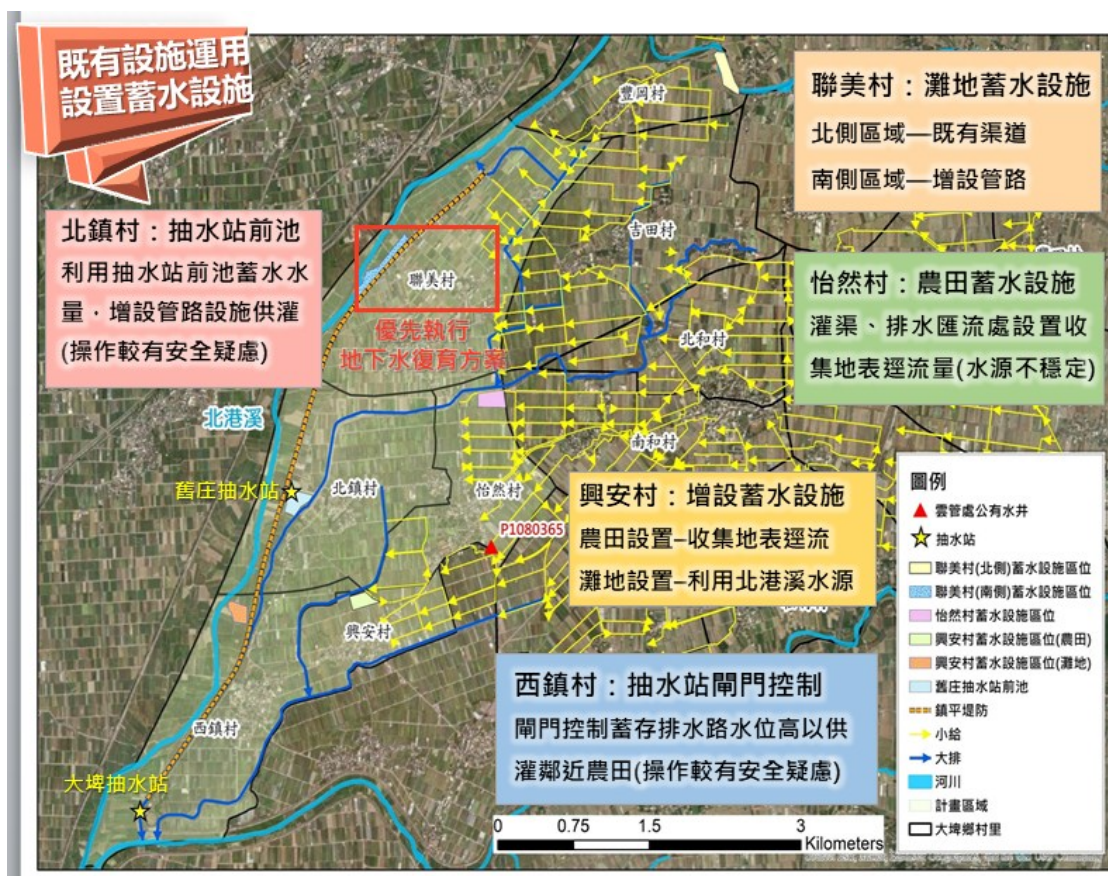 既有設施運用
設置蓄水設施
聯美村：灘地蓄水設施
北側區域—既有渠道
南側區域—增設管路
北鎮村：抽水站前池
利用抽水站前池蓄水水
量，增設管路設施供灌
(操作較有安全疑慮)
怡然村：農田蓄水設施
灌渠、排水匯流處設置收
集地表逕流量(水源不穩定)
豐岡村
吉田村
聯美村
優先執行
地下水復育方案
北和村
北港溪
南和村
舊庄抽水站
北鎮村
怡然村
P1080365
興安村：增設蓄水設施
農田設置–收集地表逕流
灘地設置–利用北港溪水源
興安村
西鎮村：抽水站閘門控制
閘門控制蓄存排水路水位高以供
灌鄰近農田(操作較有安全疑慮)
西鎮村
大埤抽水站
圖例
雲管處公有水井
抽水站
聯美村(北側)蓄水設施區位
聯美村(南側)蓄水設施區位
怡然村蓄水設施區位
興安村蓄水設施區位(農田)
興安村蓄水設施區位(灘地)
舊庄抽水站前池
鎮平堤防
小給
大排
河川
計畫區域
大埤鄉村里
0 0.75 1.5 3
Kilometers